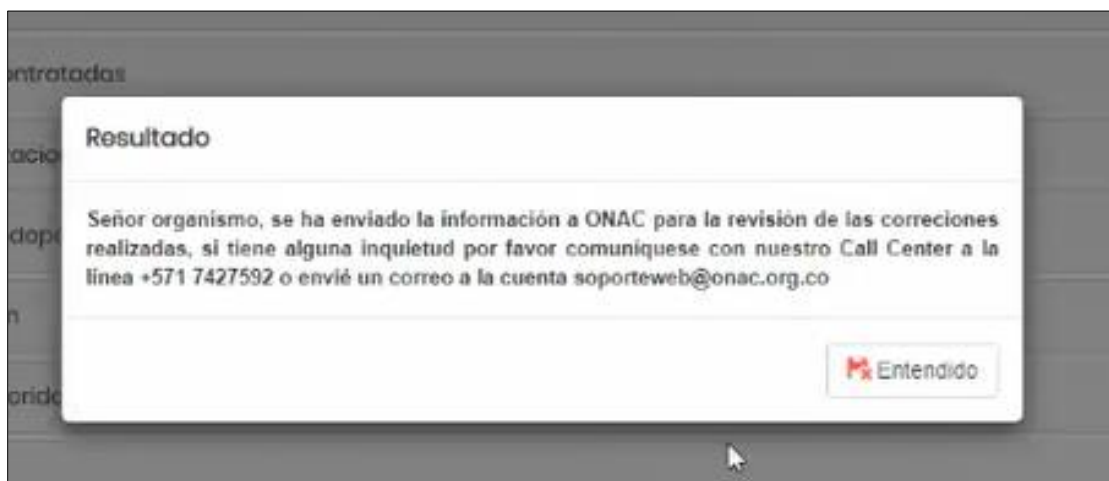 ontratadas
Resultado
Señor organismo, se ha enviado la información a ONAC para la revisión de las correciones
realizadas, si tiene alguna inquietud por favor comuníquese con nuestro Call Center a la
línea +571 7427592 o envié un correo a la cuenta soporteweb@onac.org.co
Entendido